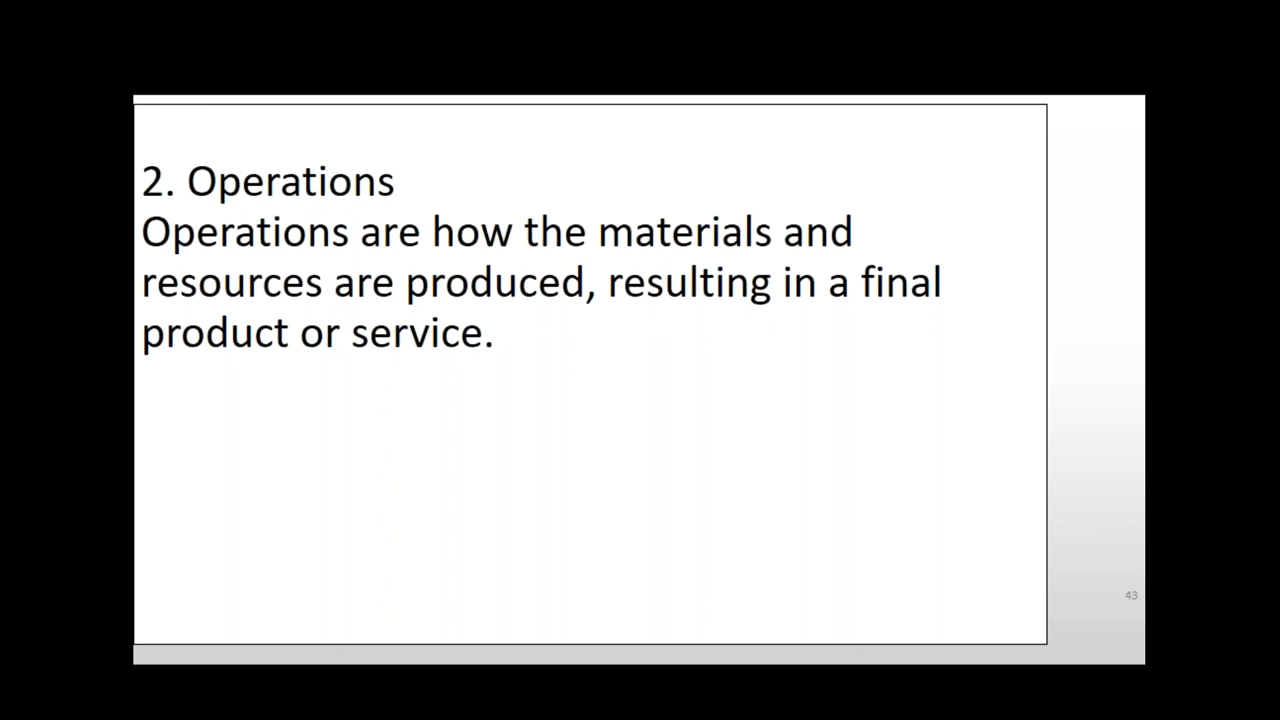 2. Operations
Operations are how the materials and
resources are produced, resulting in a final
product or service.
43